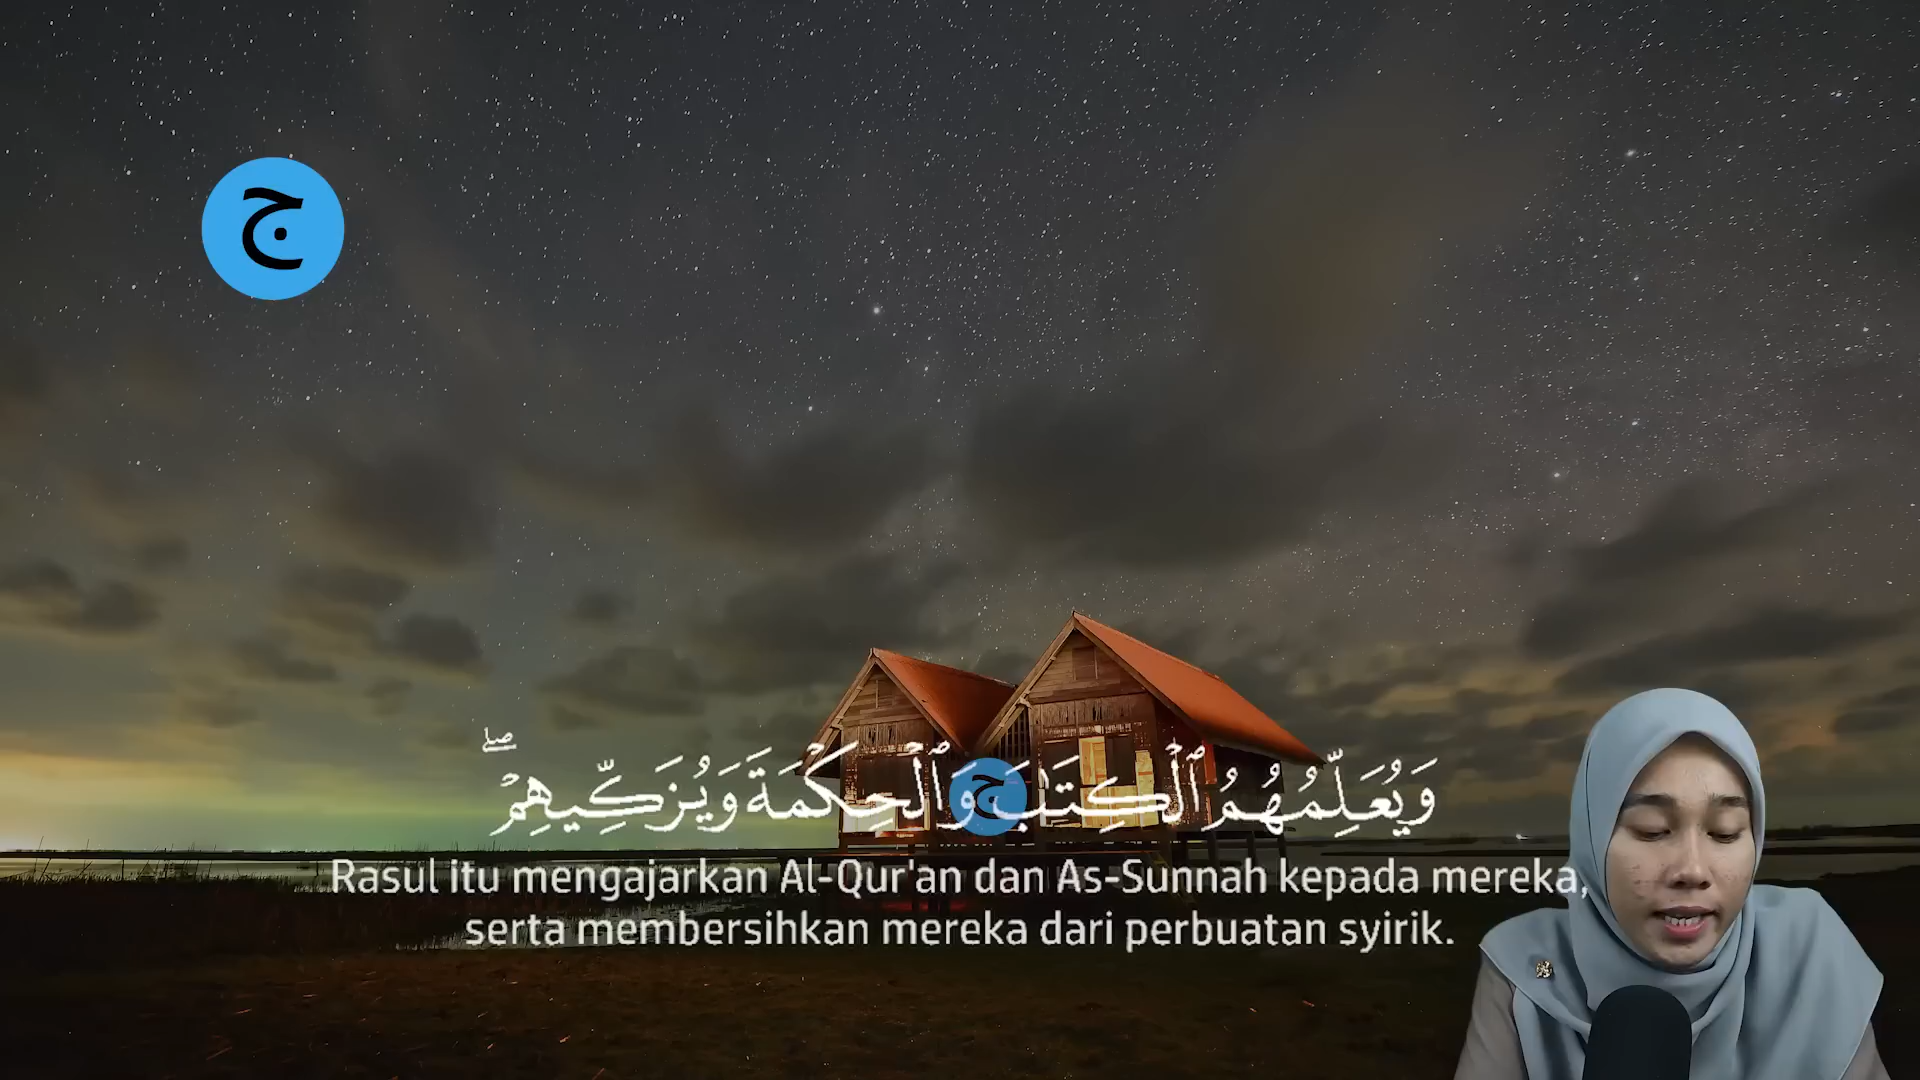 ج
وَيُعَلِّمُهُمُ ٱلْكِتَٰبَ وَٱلْحِكْمَةَ وَيُزَكِّيهِمْ ۖ
ج
Rasul itu mengajarkan Al-Qur'an dan As-Sunnah kepada mereka,
serta membersihkan mereka dari perbuatan syirik.